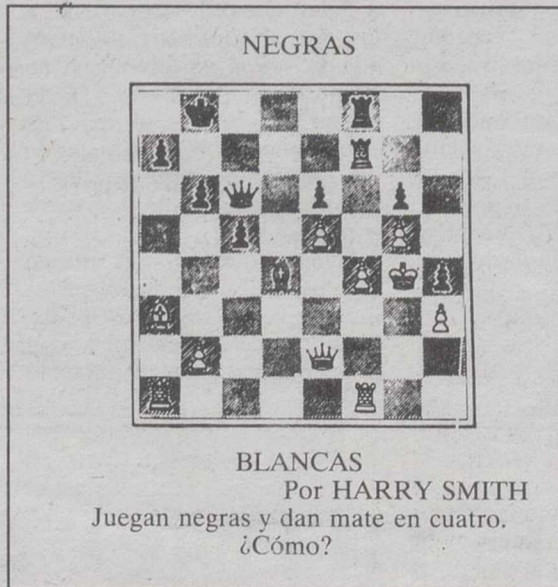 NEGRAS
BLANCAS
Por HARRY SMITH
Juegan negras y dan mate en cuatro.
¿Cómo?